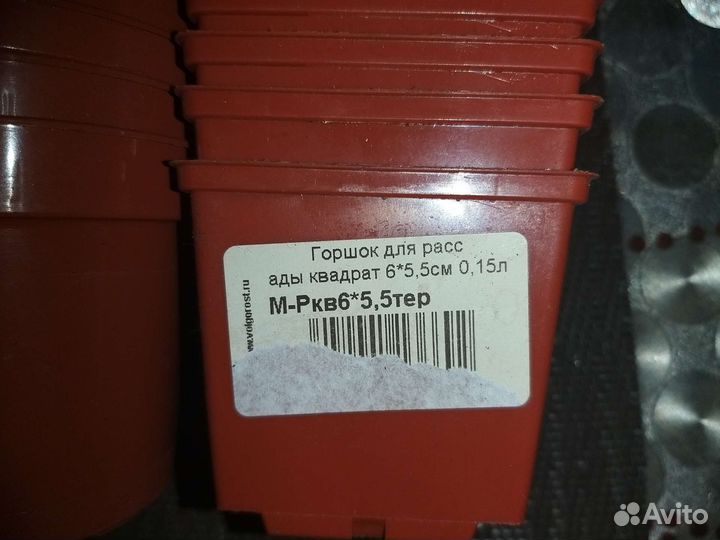 Горшок для расс
ады квадрат 6*5,5см 0,15л
М-Ркв6*5,5тер
www.volgorost.ru
Avito